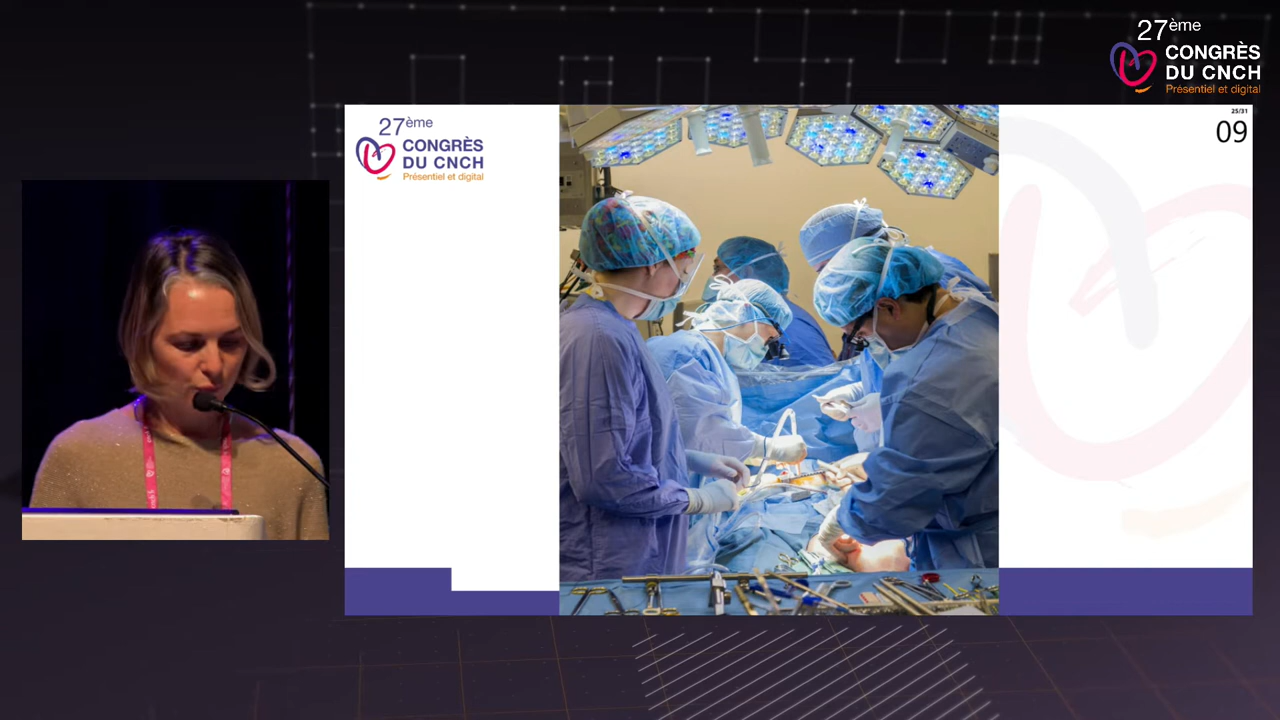 27ème
CONGRÈS
DU CNCH
Présentiel et digital
27ème
CONGRÈS
DU CNCH
Présentiel et digital
25/31
09